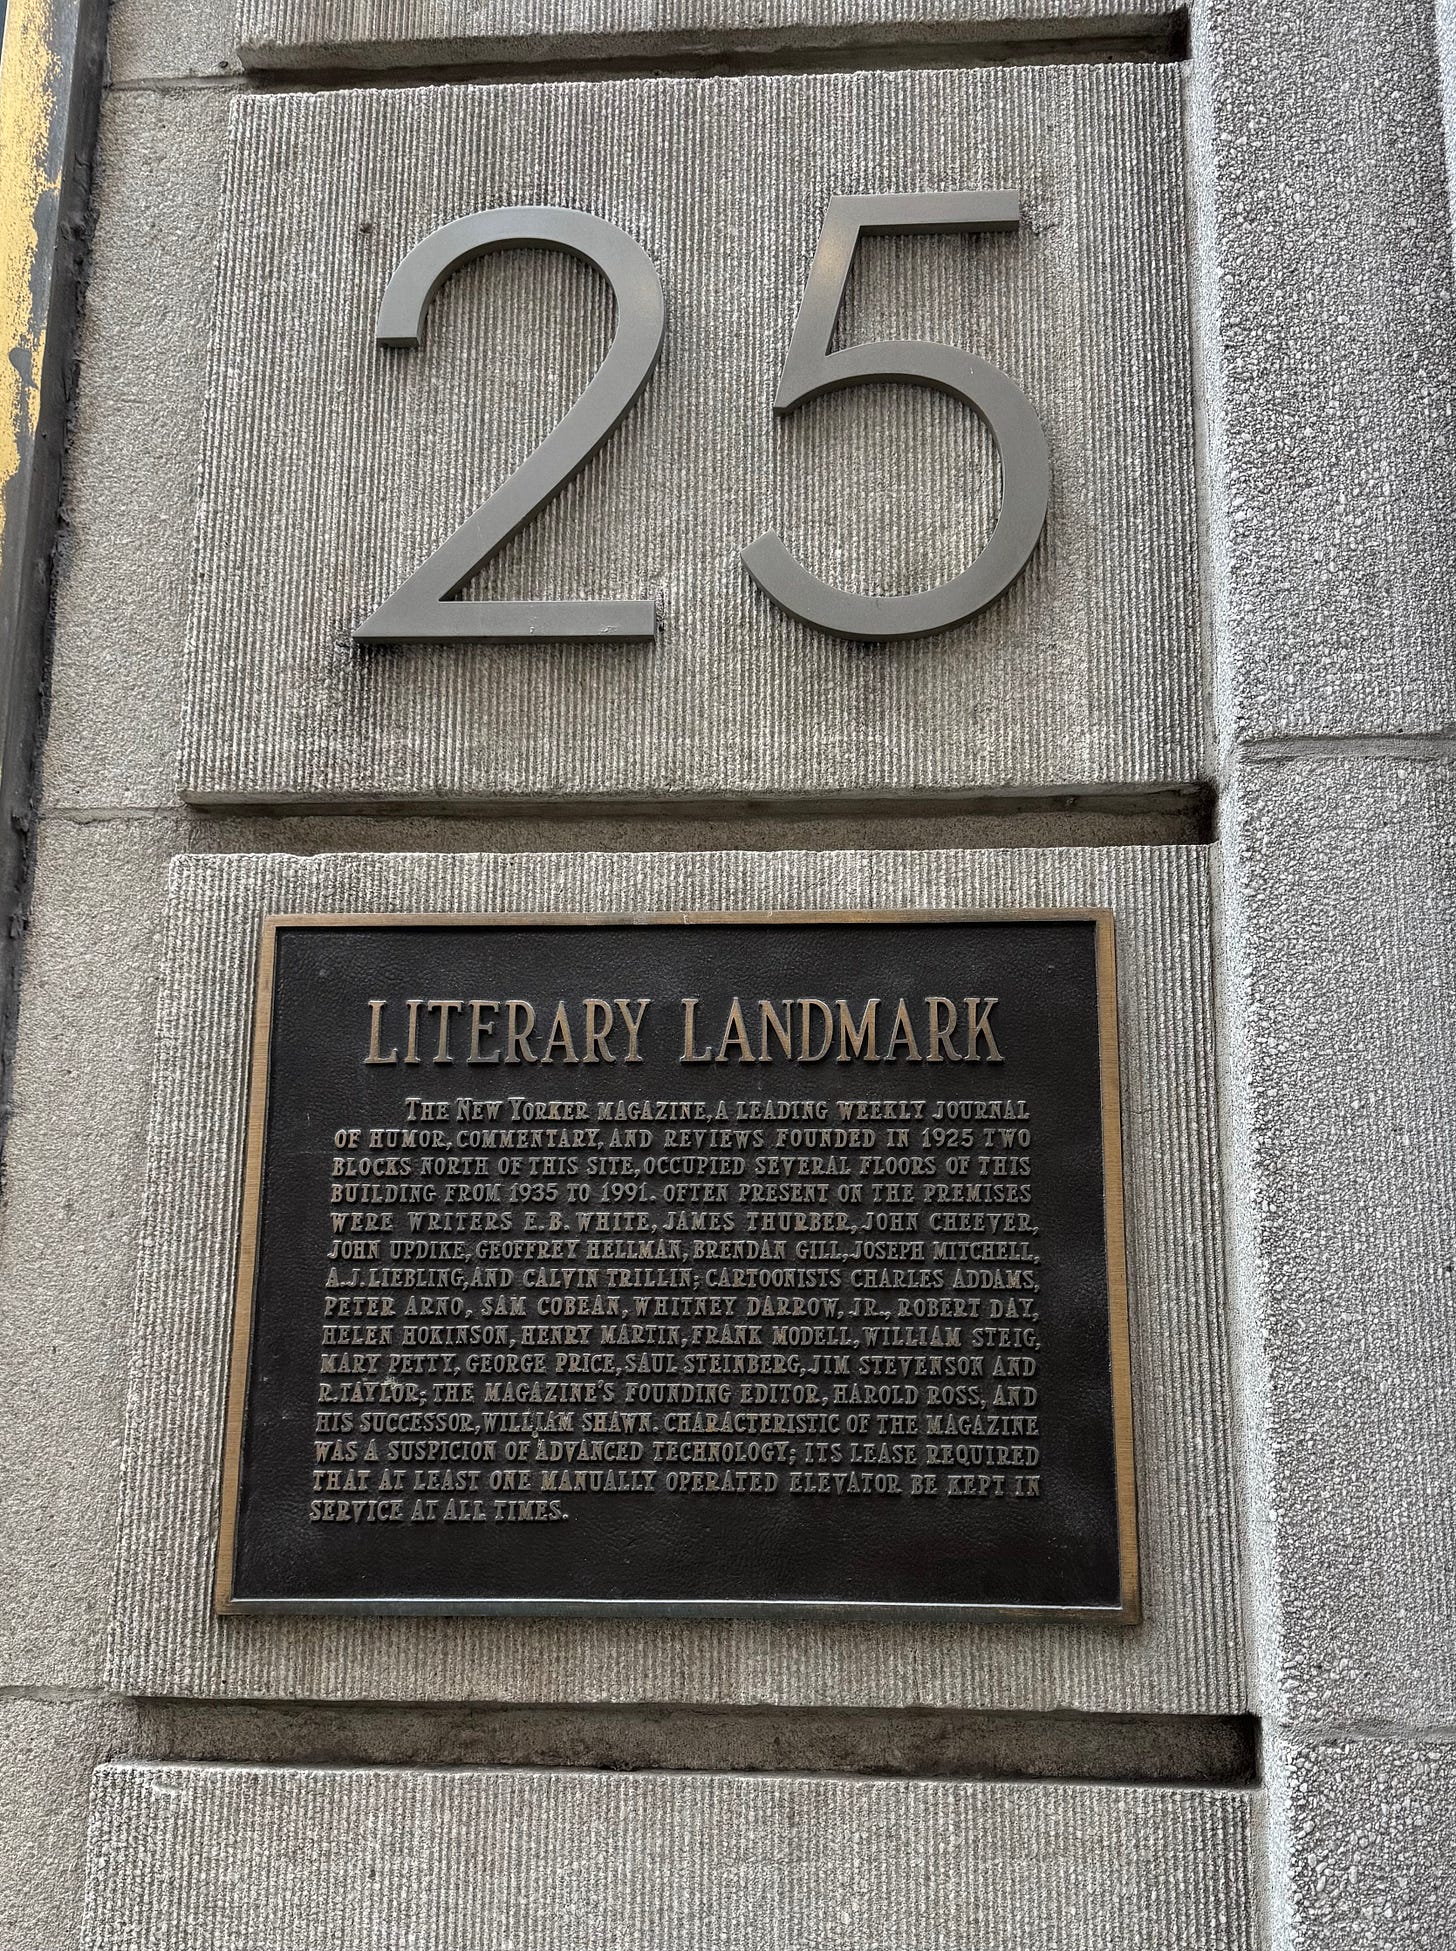 25
LITERARY LANDMARK
THE NEW YORKER MAGAZINE, A LEADING WEEKLY JOURNAL
OF HUMOR, COMMENTARY, AND REVIEWS FOUNDED IN 1925 TWO
BLOCKS NORTH OF THIS SITE, OCCUPIED SEVERAL FLOORS OF THIS
BUILDING FROM 1935 TO 1991. OFTEN PRESENT ON THE PREMISES
WERE WRITERS E.B. WHITE, JAMES THURBER, JOHN CHEEVER,
JOHN UPDIKE, GEOFFREY HELLMAN, BRENDAN GILL, JOSEPH MITCHELL,
A.J. LIEBLING, AND CALVIN TRILLIN; CARTOONISTS CHARLES ADDAMS,
PETER ARNO, SAM COBEAN, WHITNEY DARROW, JR., ROBERT DAY,
HELEN HOKINSON, HENRY MARTIN, FRANK MODELL, WILLIAM STEIG,
MARY PETTY, GEORGE PRICE, SAUL STEINBERG, JIM STEVENSON AND
R. TAYLOR; THE MAGAZINE'S FOUNDING EDITOR, HAROLD ROSS, AND
HIS SUCCESSOR, WILLIAM SHAWN. CHARACTERISTIC OF THE MAGAZINE
WAS A SUSPICION OF ADVANCED TECHNOLOGY; ITS LEASE REQUIRED
THAT AT LEAST ONE MANUALLY OPERATED ELEVATOR BE KEPT IN
SERVICE AT ALL TIMES.